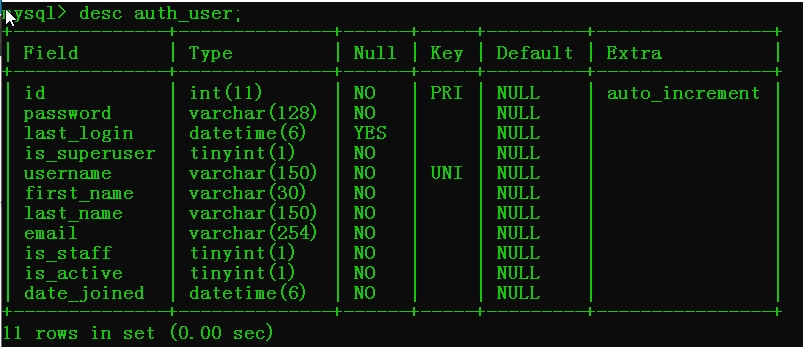 mysql> desc auth_user;
+--------------+--------------+------+-----+---------+----------------+
| Field        | Type         | Null | Key | Default | Extra          |
+--------------+--------------+------+-----+---------+----------------+
| id           | int(11)      | NO   | PRI | NULL    | auto_increment |
| password     | varchar(128) | NO   |     | NULL    |                |
| last_login   | datetime(6)  | YES  |     | NULL    |                |
| is_superuser | tinyint(1)   | NO   |     | NULL    |                |
| username     | varchar(150) | NO   | UNI | NULL    |                |
| first_name   | varchar(30)  | NO   |     | NULL    |                |
| last_name    | varchar(150) | NO   |     | NULL    |                |
| email        | varchar(254) | NO   |     | NULL    |                |
| is_staff     | tinyint(1)   | NO   |     | NULL    |                |
| is_active    | tinyint(1)   | NO   |     | NULL    |                |
| date_joined  | datetime(6)  | NO   |     | NULL    |                |
+--------------+--------------+------+-----+---------+----------------+
11 rows in set (0.00 sec)